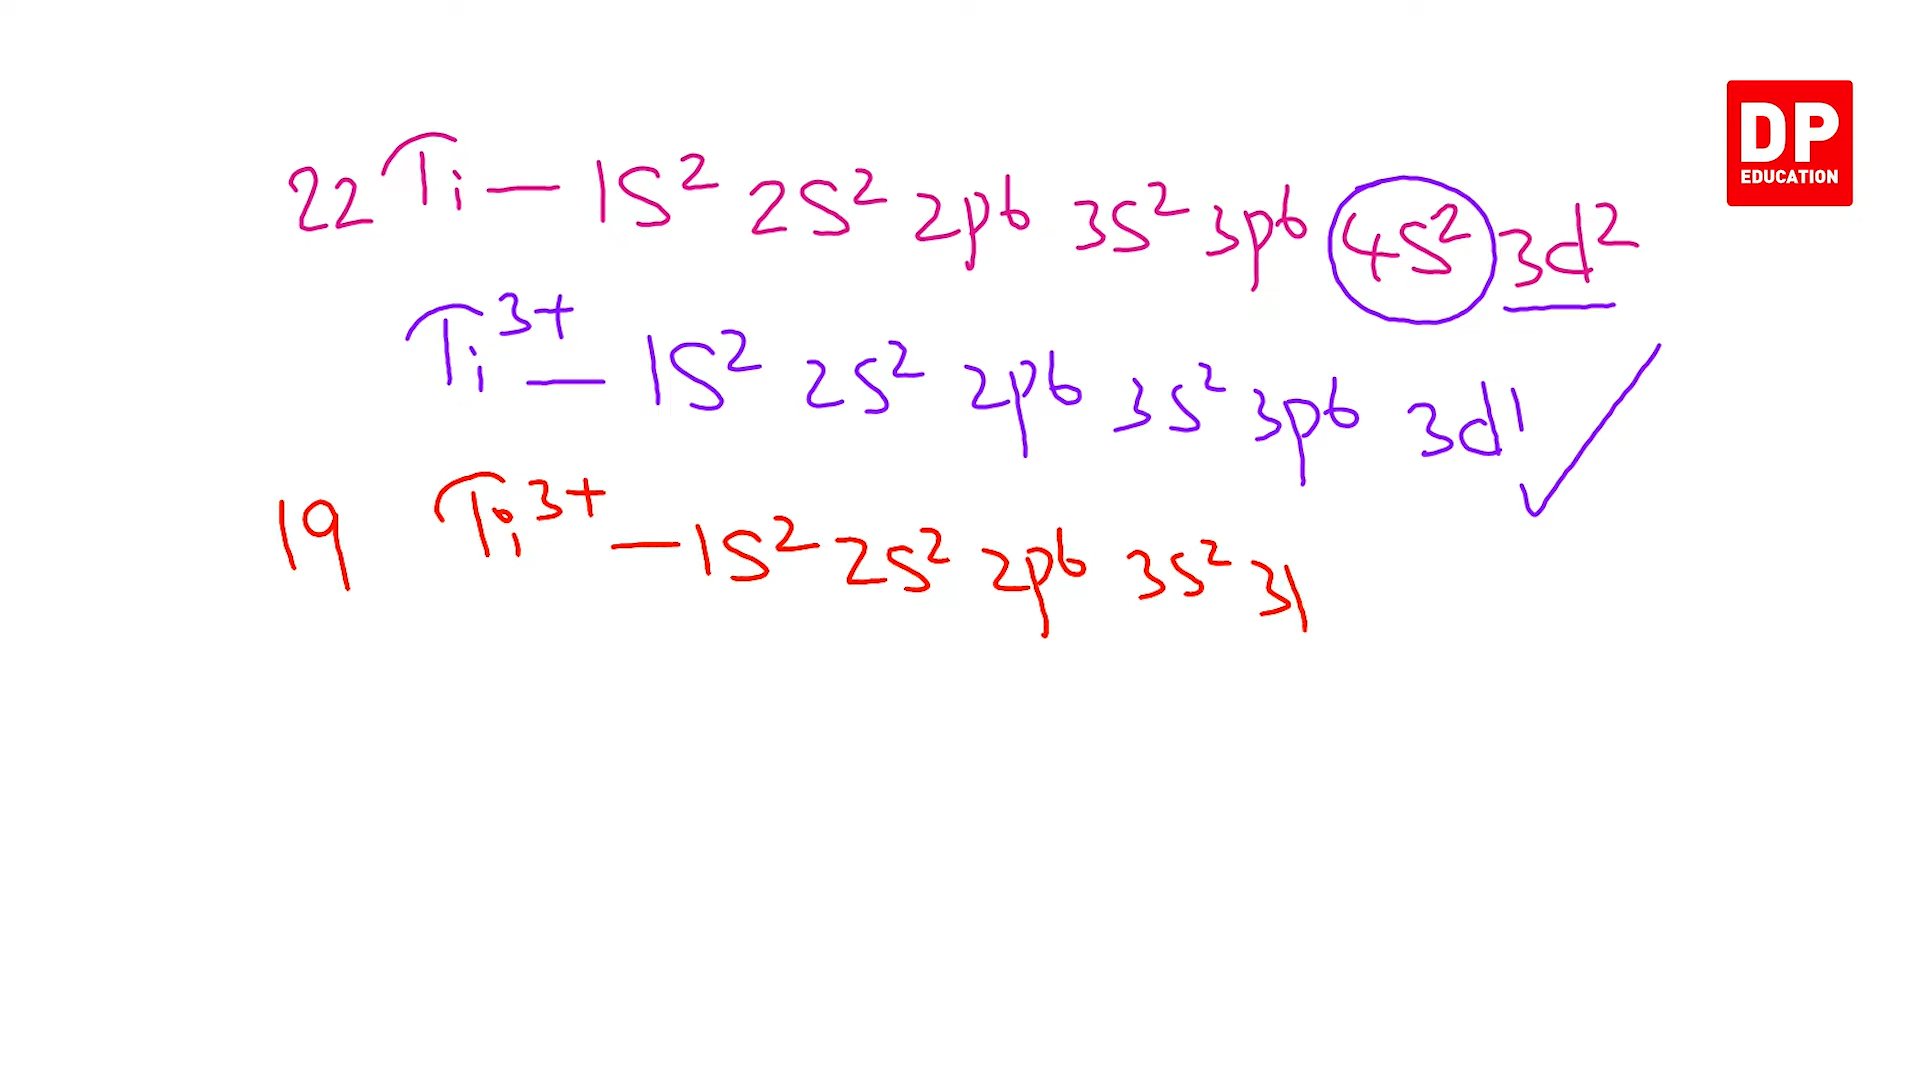 DP
EDUCATION
22 Ti — 1s² 2s² 2p⁶ 3s² 3p⁶ 4s² 3d²
Ti³⁺ — 1s² 2s² 2p⁶ 3s² 3p⁶ 3d¹
19 Ti³⁺ — 1s² 2s² 2p⁶ 3s² 3